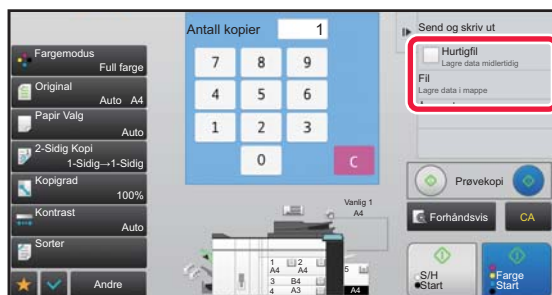 Antall kopier
1
Send og skriv ut
Hurtigfil
Lagre data midlertidig
Fil
Lagre data i mappe
Fargemodus
Full farge
Original
Auto A4
Papir Valg
Auto
2-Sidig Kopi
1-Sidig→1-Sidig
Kopigrad
100%
Kontrast
Auto
Sorter
Andre
7 8 9
4 5 6
1 2 3
0 C
Vanlig 1
A4
1 2 5
A4 A4
3 B4
4 A3 A4
Prøvekopi
Forhåndsvis
CA
S/H
Start
Farge
Start